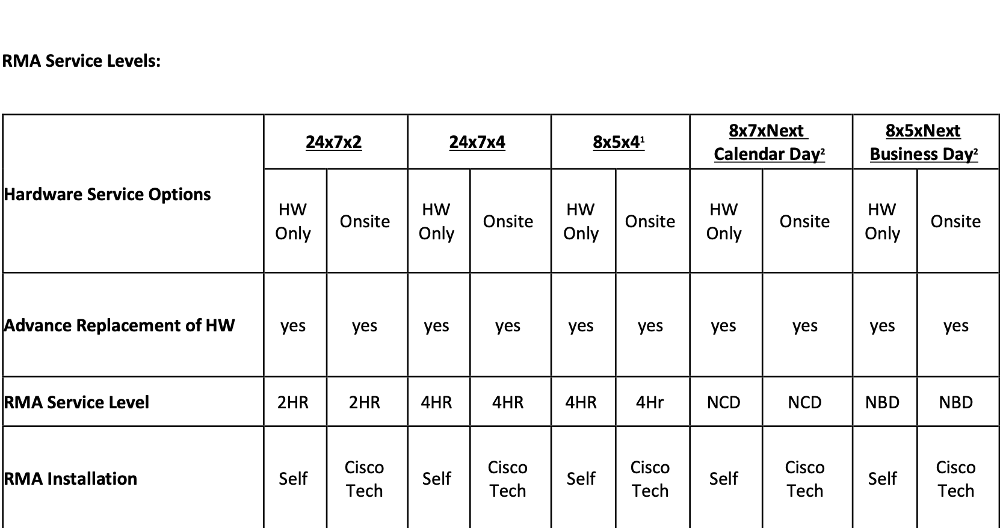 RMA Service Levels:
Hardware Service Options
24x7x2
24x7x4
8x5x4¹
8x7xNext
Calendar Day²
8x5xNext
Business Day²
HW
Only
Onsite
HW
Only
Onsite
HW
Only
Onsite
HW
Only
Onsite
HW
Only
Onsite
Advance Replacement of HW
yes
yes
yes
yes
yes
yes
yes
yes
yes
yes
RMA Service Level
2HR
2HR
4HR
4HR
4HR
4Hr
NCD
NCD
NBD
NBD
RMA Installation
Self
Cisco
Tech
Self
Cisco
Tech
Self
Cisco
Tech
Self
Cisco
Tech
Self
Cisco
Tech